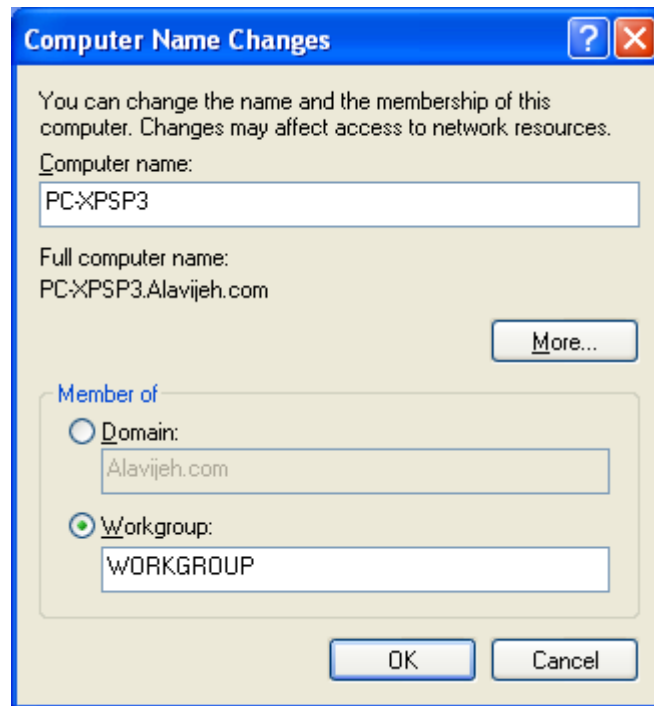 Computer Name Changes
You can change the name and the membership of this
computer. Changes may affect access to network resources.
Computer name:
PC-XPSP3
Full computer name:
PC-XPSP3.Alavijeh.com
More...
Member of
Domain:
Alavijeh.com
Workgroup:
WORKGROUP
OK Cancel